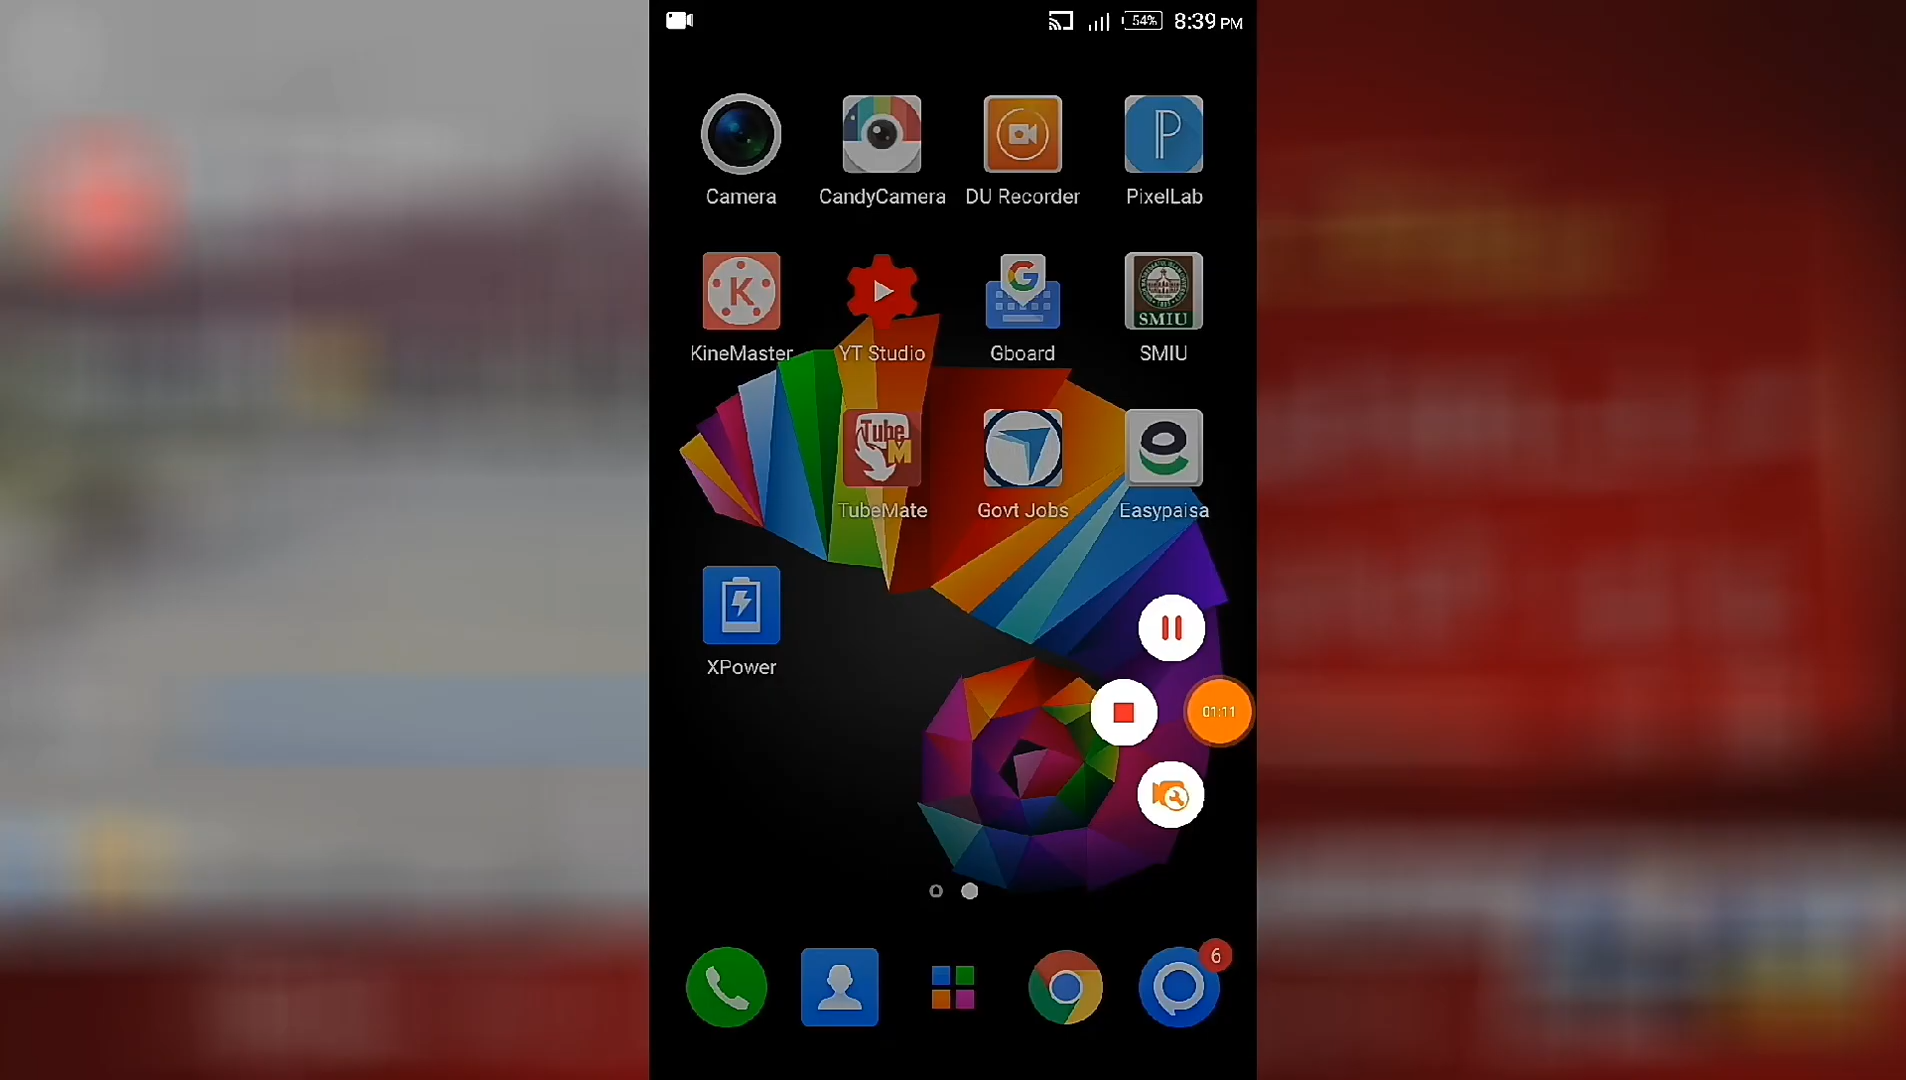 54% 8:39 PM
Camera CandyCamera DU Recorder PixelLab
K SMIU
KineMaster YT Studio Gboard SMIU
Tube M
TubeMate Govt Jobs Easypaisa
XPower
01:11
6